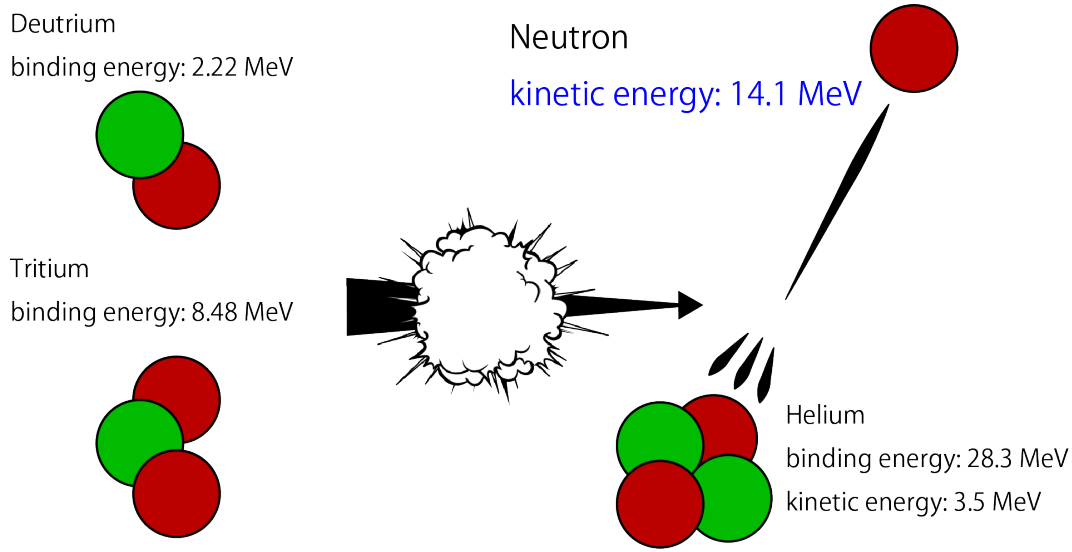 Deutrium
binding energy: 2.22 MeV
Neutron
kinetic energy: 14.1 MeV
Tritium
binding energy: 8.48 MeV
Helium
binding energy: 28.3 MeV
kinetic energy: 3.5 MeV